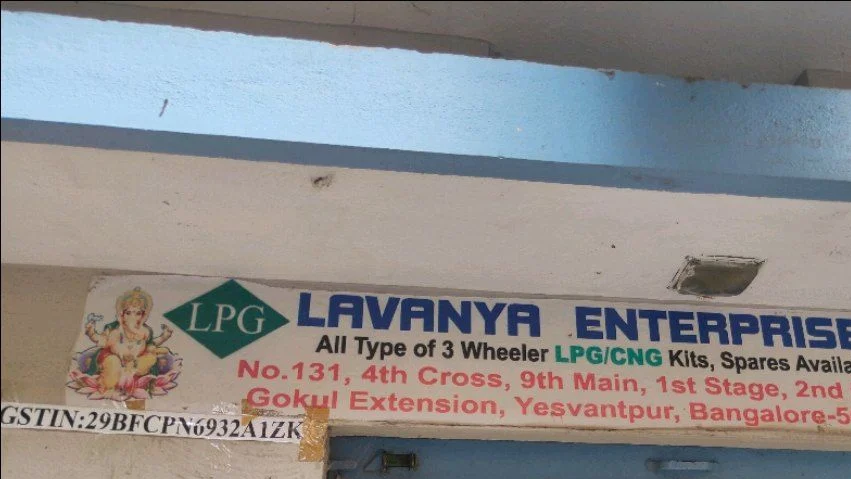 LPG
LAVANYA ENTERPRISE
All Type of 3 Wheeler LPG/CNG Kits, Spares Availa
No.131, 4th Cross, 9th Main, 1st Stage, 2nd
Gokul Extension, Yesvantpur, Bangalore-5
GSTIN:29BFCPN6932A1ZK